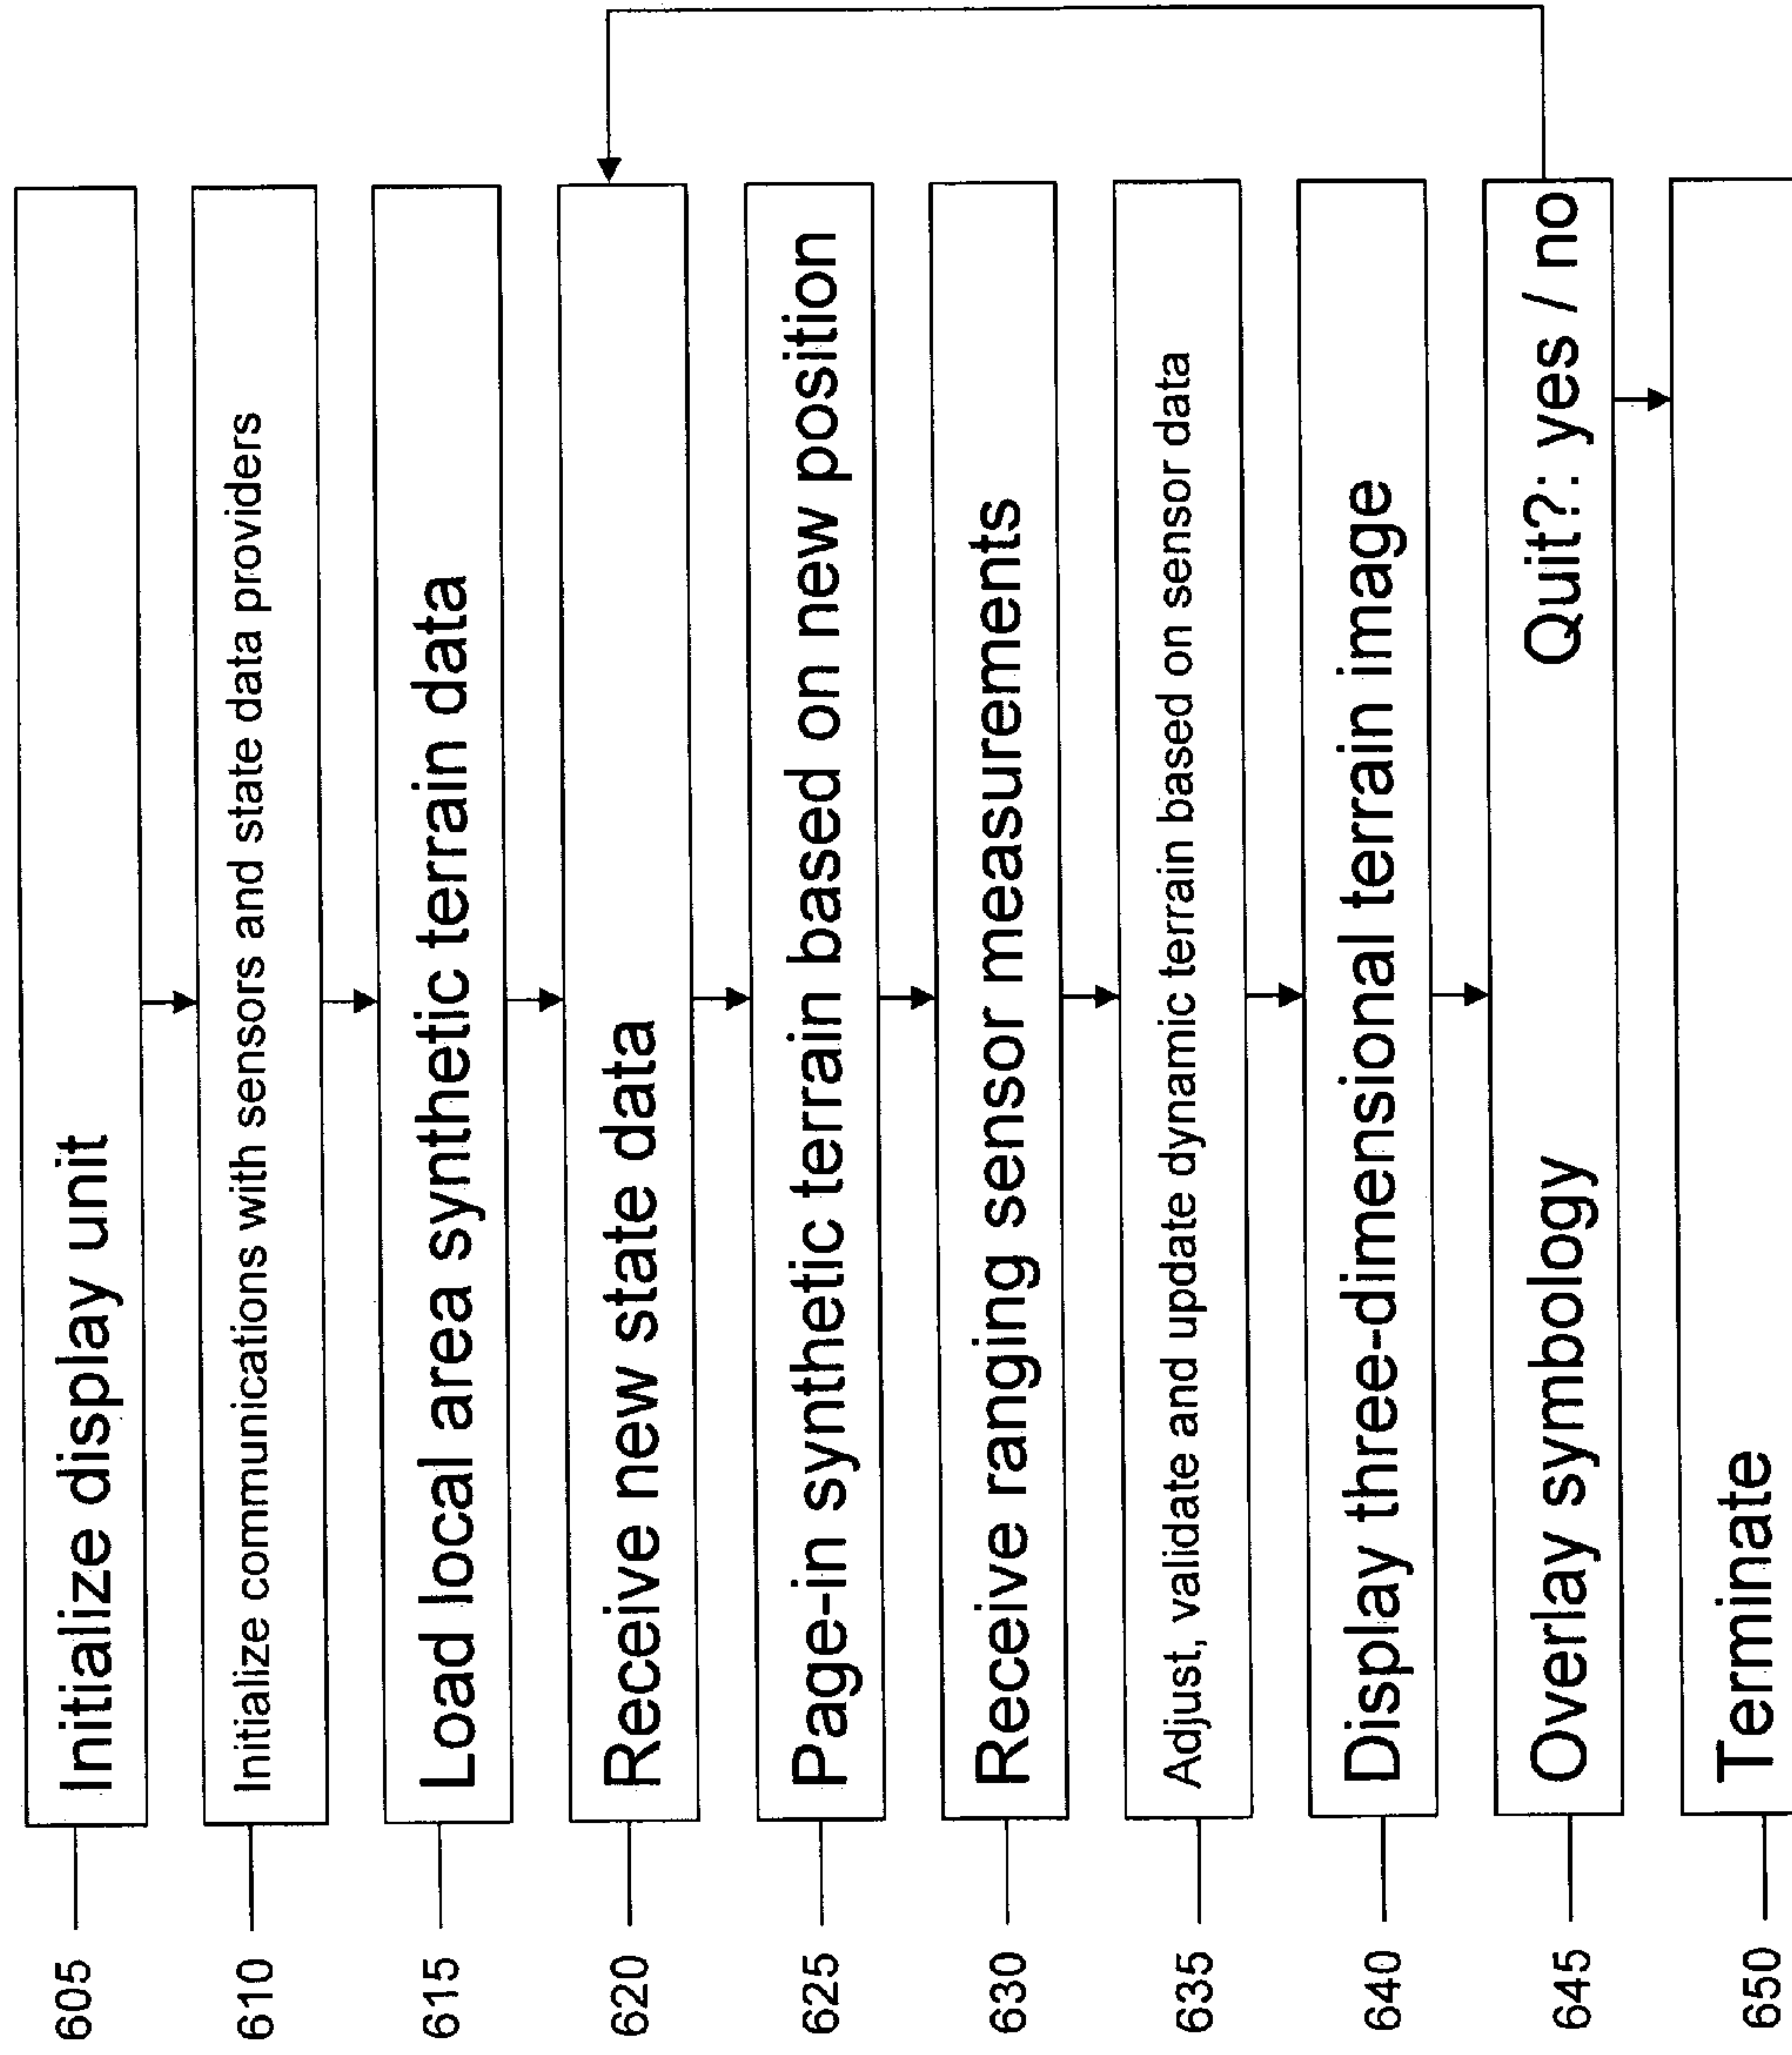 605 Initialize display unit
610 Initialize communications with sensors and state data providers
615 Load local area synthetic terrain data
620 Receive new state data
625 Page-in synthetic terrain based on new position
630 Receive ranging sensor measurements
635 Adjust, validate and update dynamic terrain based on sensor data
640 Display three-dimensional terrain image
645 Overlay symbology Quit?: yes / no
650 Terminate